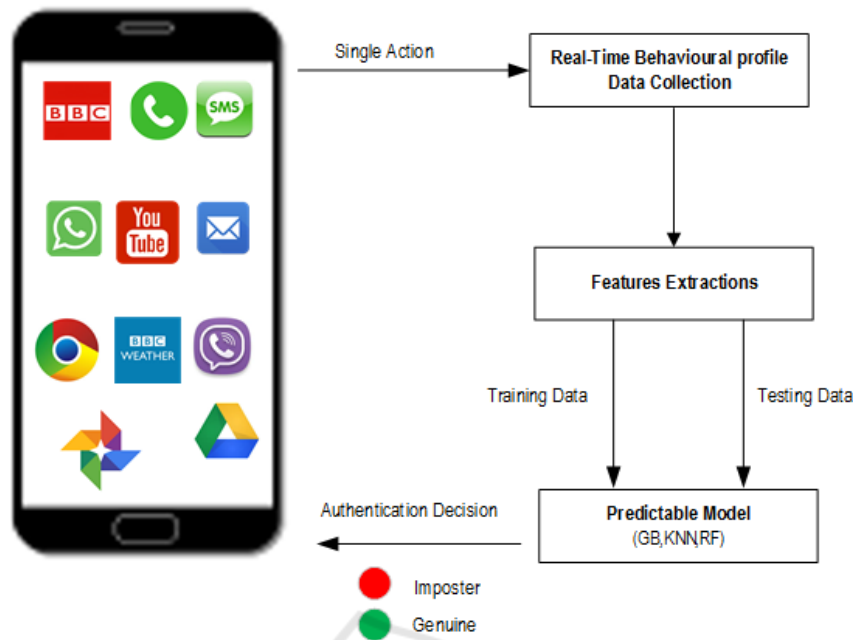 Single Action
Real-Time Behavioural profile
Data Collection
BBC
SMS
You
Tube
Features Extractions
BBC
WEATHER
Training Data
Testing Data
Authentication Decision
Predictable Model
(GB,KNN,RF)
Imposter
Genuine